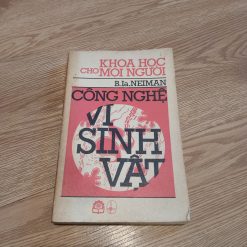 KHOA HỌC
CHO MỌI NGƯỜI
B.Ia.NEIMAN
CÔNG NGHỆ
VI
SINH
VẬT